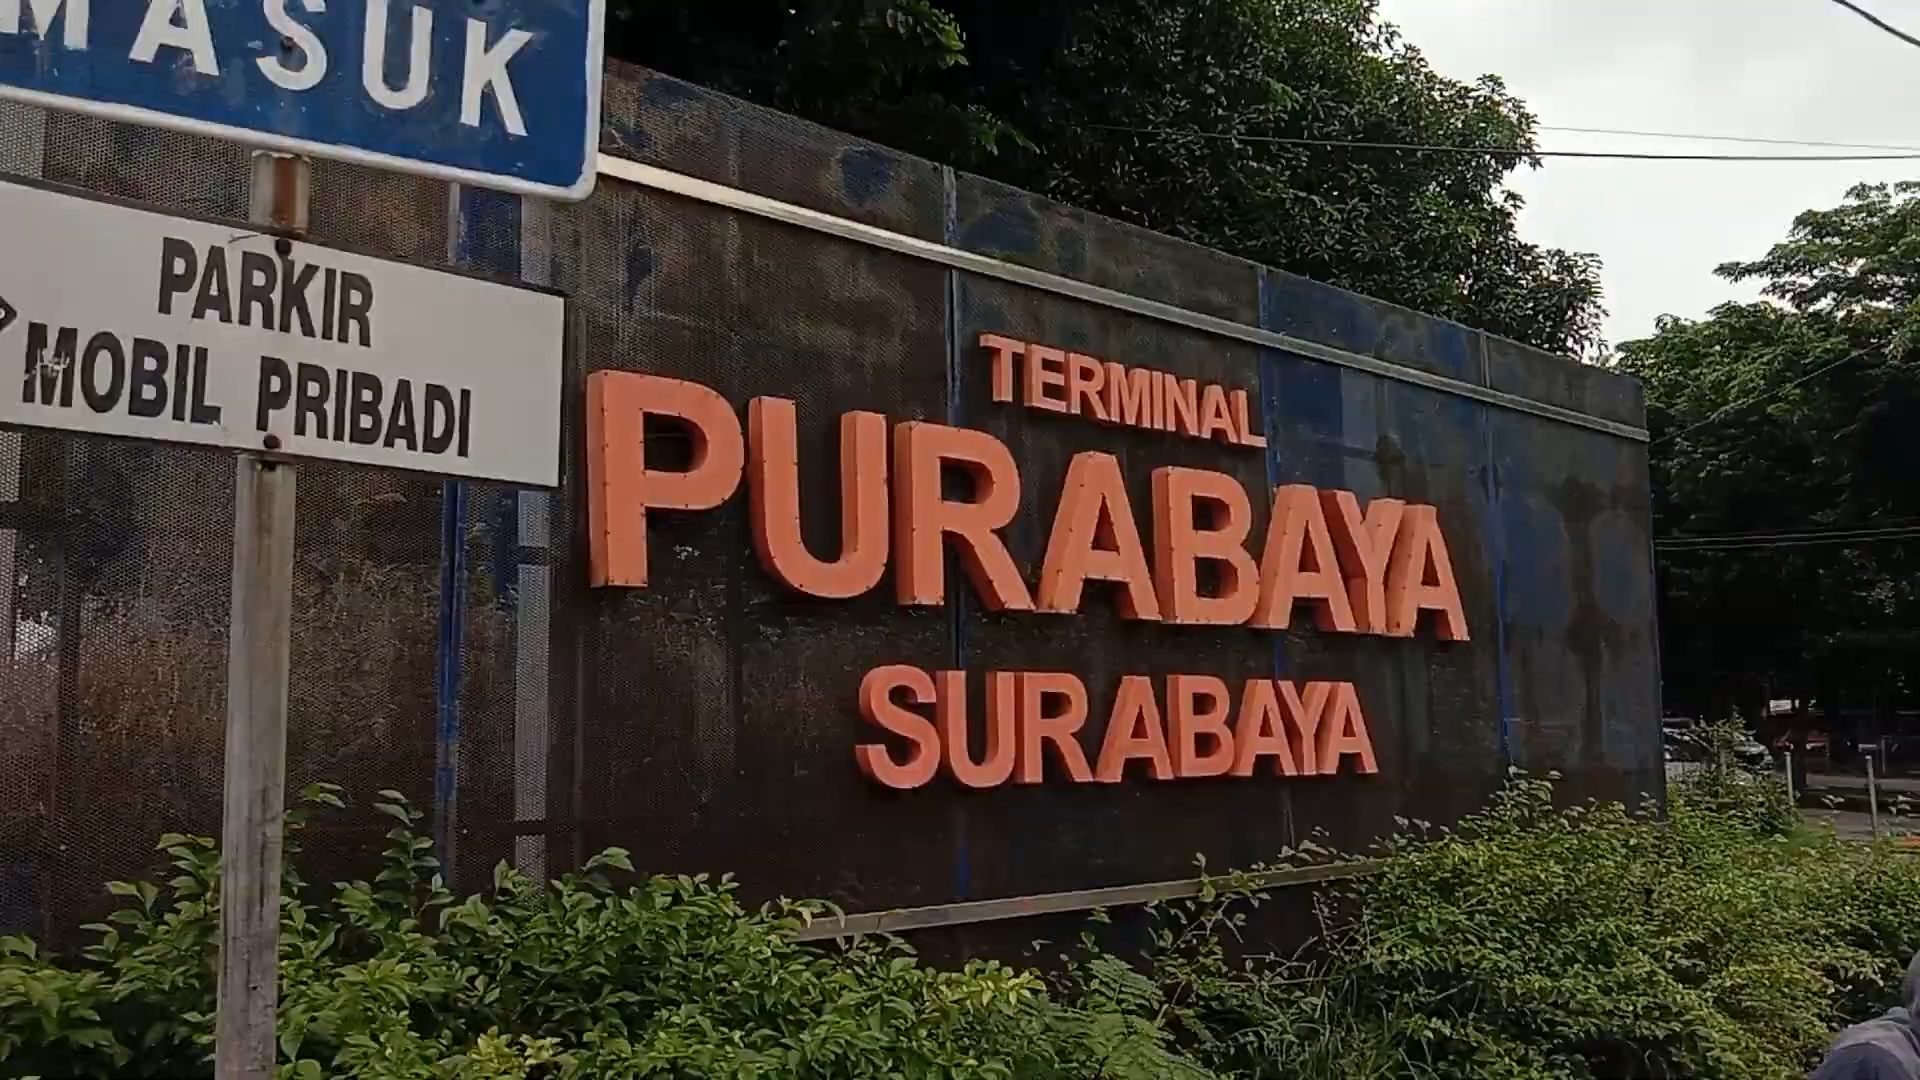 MASUK
PARKIR
MOBIL PRIBADI
TERMINAL
PURABAYA
SURABAYA